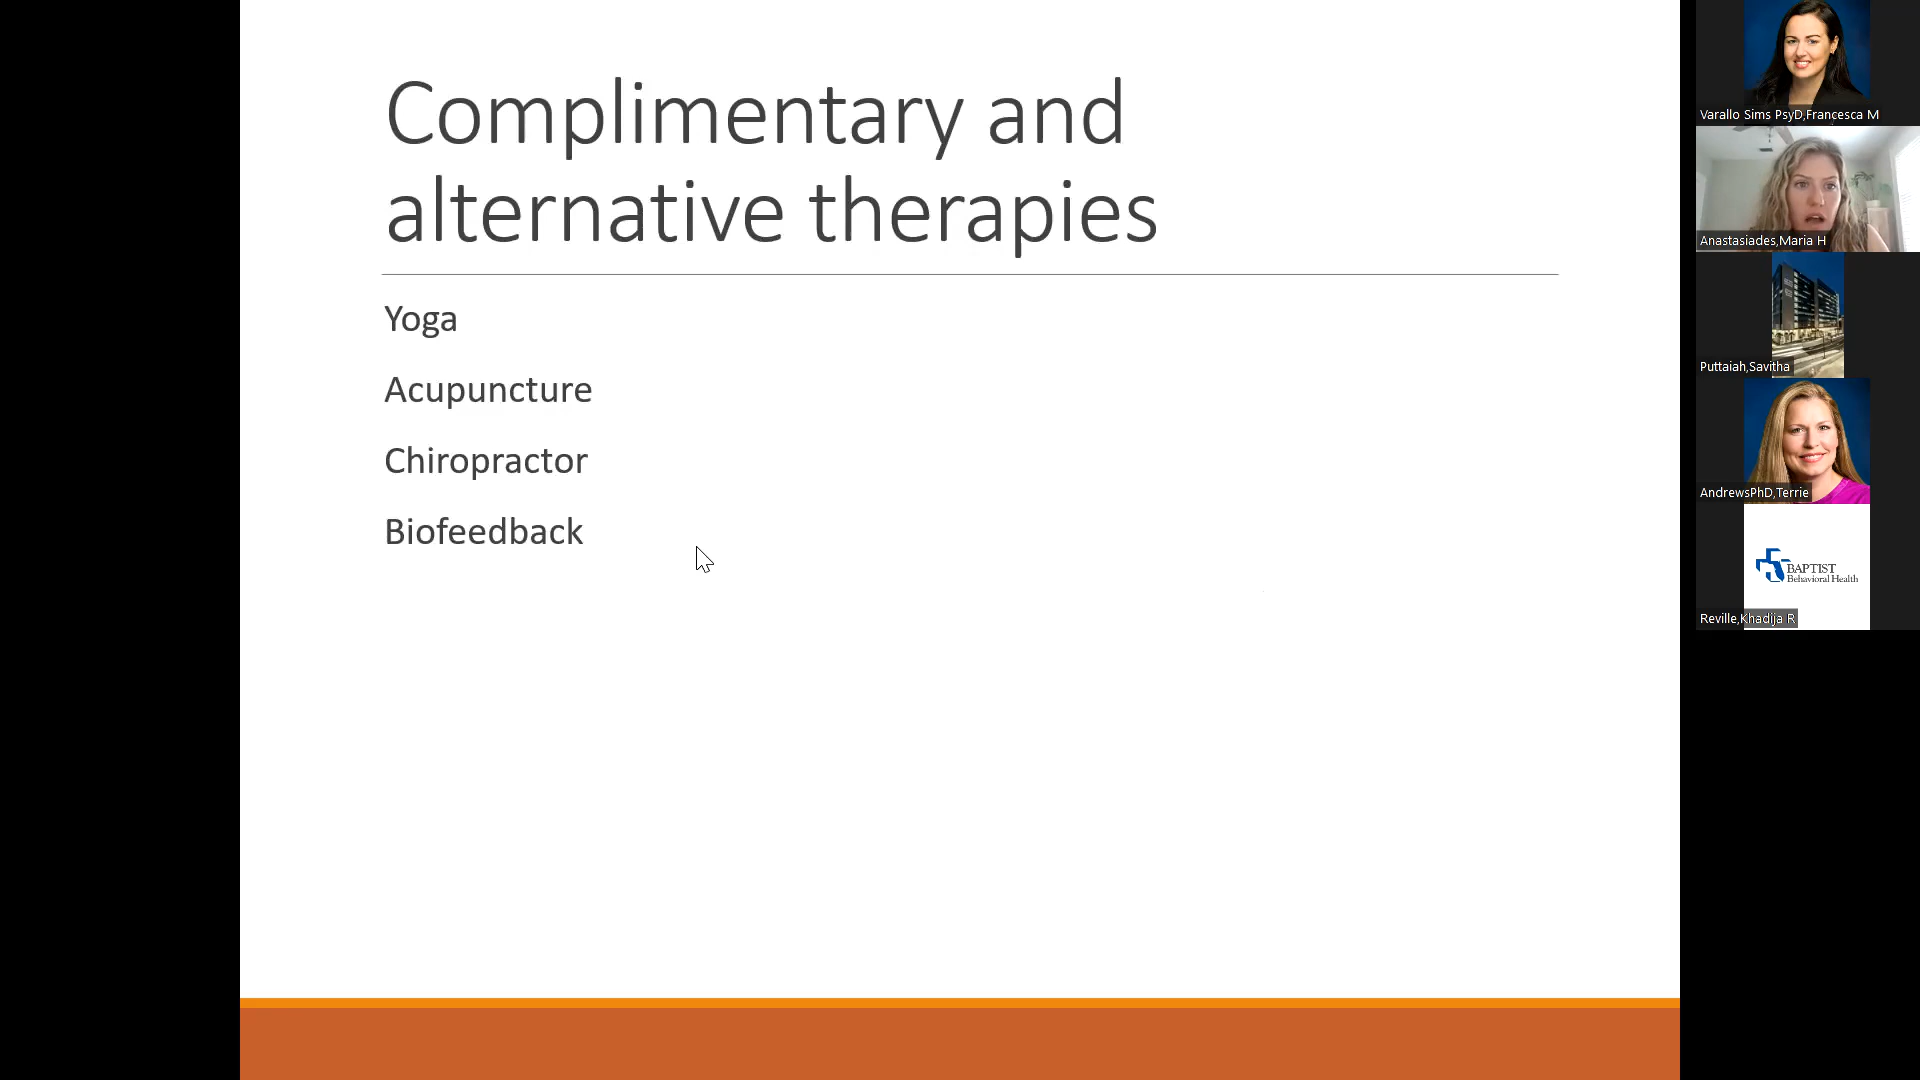 Complimentary and
alternative therapies
Yoga
Acupuncture
Chiropractor
Biofeedback
Varallo Sims PsyD,Francesca M
Anastasiades,Maria H
Puttaiah,Savitha
AndrewsPhD,Terrie
BAPTIST
Behavioral Health
Reville,Khadija R